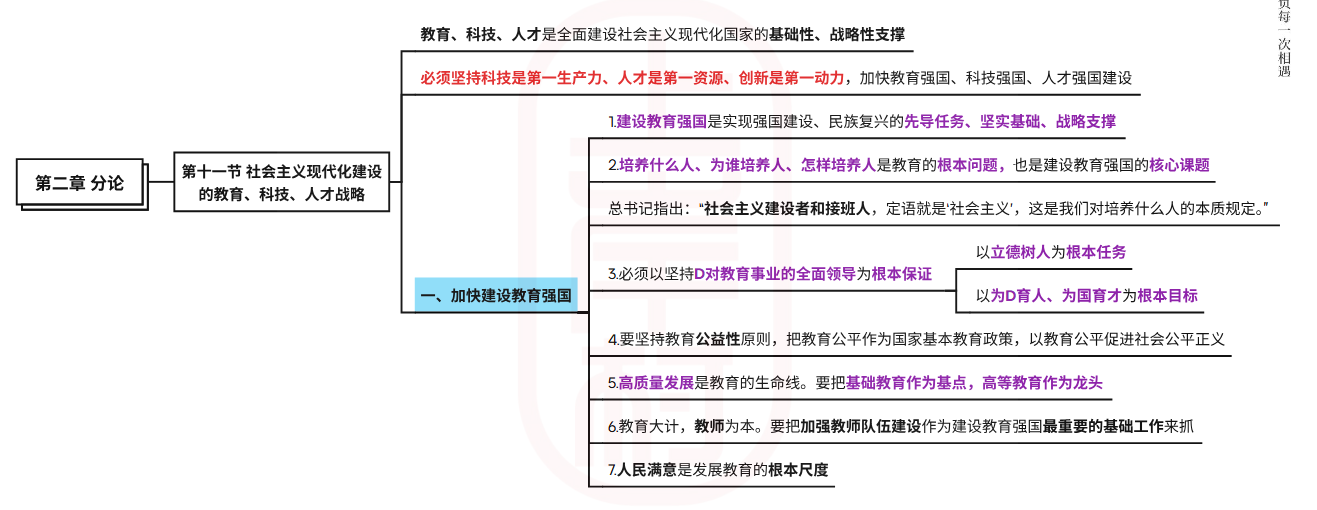 教育、科技、人才是全面建设社会主义现代化国家的基础性、战略性支撑
必须坚持科技是第一生产力、人才是第一资源、创新是第一动力，加快教育强国、科技强国、人才强国建设
第二章 分论
第十一节 社会主义现代化建设
的教育、科技、人才战略
一、加快建设教育强国
1.建设教育强国是实现强国建设、民族复兴的先导任务、坚实基础、战略支撑
2.培养什么人、为谁培养人、怎样培养人是教育的根本问题，也是建设教育强国的核心课题
总书记指出：“社会主义建设者和接班人，定语就是‘社会主义’，这是我们对培养什么人的本质规定。”
3.必须以坚持D对教育事业的全面领导为根本保证
以立德树人为根本任务
以为D育人、为国育才为根本目标
4.要坚持教育公益性原则，把教育公平作为国家基本教育政策，以教育公平促进社会公平正义
5.高质量发展是教育的生命线。要把基础教育作为基点，高等教育作为龙头
6.教育大计，教师为本。要把加强教师队伍建设作为建设教育强国最重要的基础工作来抓
7.人民满意是发展教育的根本尺度
每一次相遇